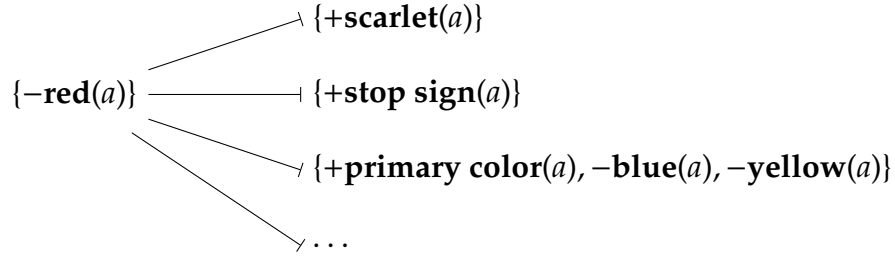 {+scarlet(a)}
{−red(a)}
{+stop sign(a)}
{+primary color(a), −blue(a), −yellow(a)}
...